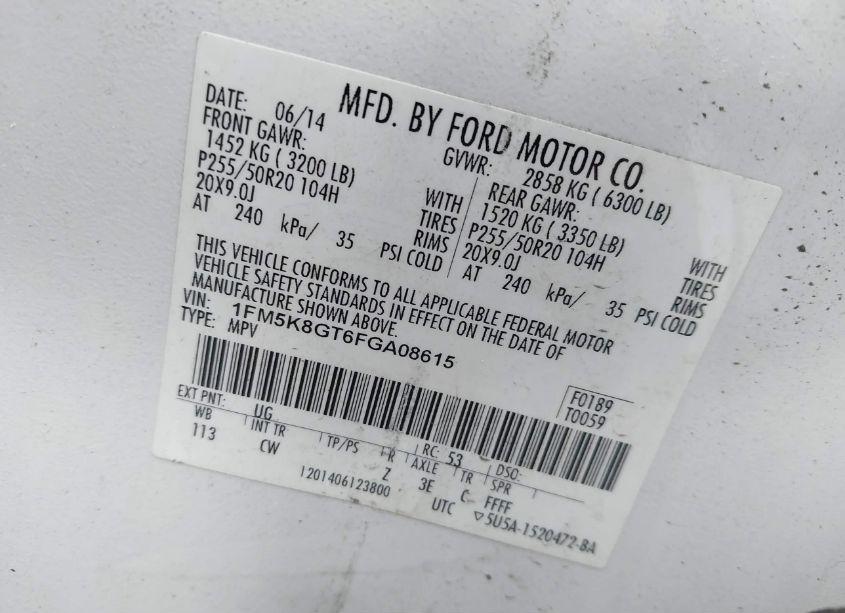 MFD. BY FORD MOTOR CO.
DATE: 06/14
GVWR: 2858 KG ( 6300 LB)
FRONT GAWR:
1452 KG ( 3200 LB)
P255/50R20 104H
20X9.0J
AT 240 kPa/ 35 PSI COLD
WITH
TIRES
RIMS
REAR GAWR:
1520 KG ( 3350 LB)
P255/50R20 104H
20X9.0J
AT 240 kPa/ 35 PSI COLD
WITH
TIRES
RIMS
THIS VEHICLE CONFORMS TO ALL APPLICABLE FEDERAL MOTOR
VEHICLE SAFETY STANDARDS IN EFFECT ON THE DATE OF
MANUFACTURE SHOWN ABOVE.
VIN: 1FM5K8GT6FGA08615
TYPE: MPV
F0189
T0059
EXT PNT: UG RC: 53 DSO:
WB INT TR TP/PS R AXLE TR SPR
113 CW Z 3E C FFFF
1201406123800 UTC ▽5U5A-1520472-BA